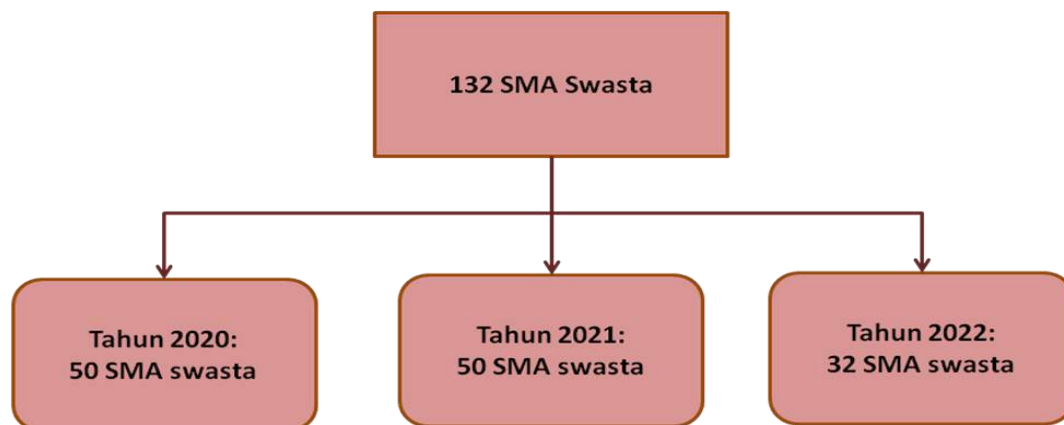 132 SMA Swasta
Tahun 2020:
50 SMA swasta
Tahun 2021:
50 SMA swasta
Tahun 2022:
32 SMA swasta